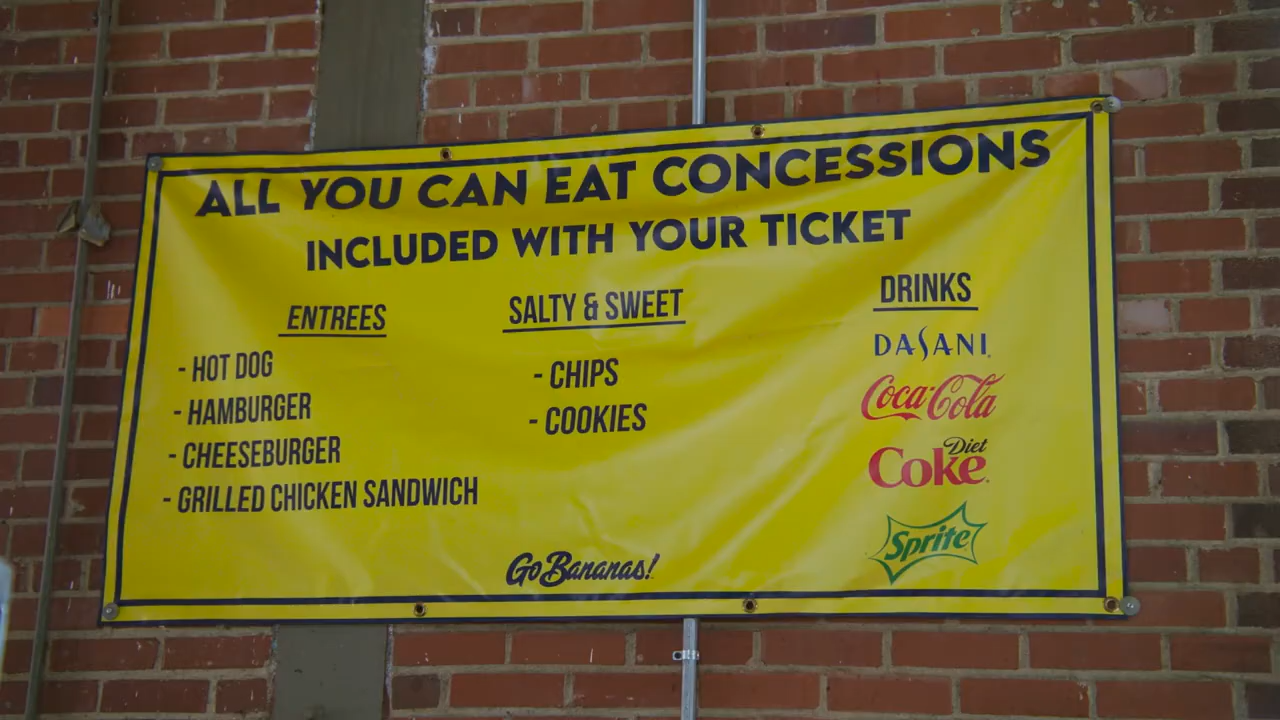 ALL YOU CAN EAT CONCESSIONS
INCLUDED WITH YOUR TICKET
ENTREES
- HOT DOG
- HAMBURGER
- CHEESEBURGER
- GRILLED CHICKEN SANDWICH
SALTY & SWEET
- CHIPS
- COOKIES
DRINKS
DASANI
Coca-Cola
Diet
Coke
Sprite
Go Bananas!